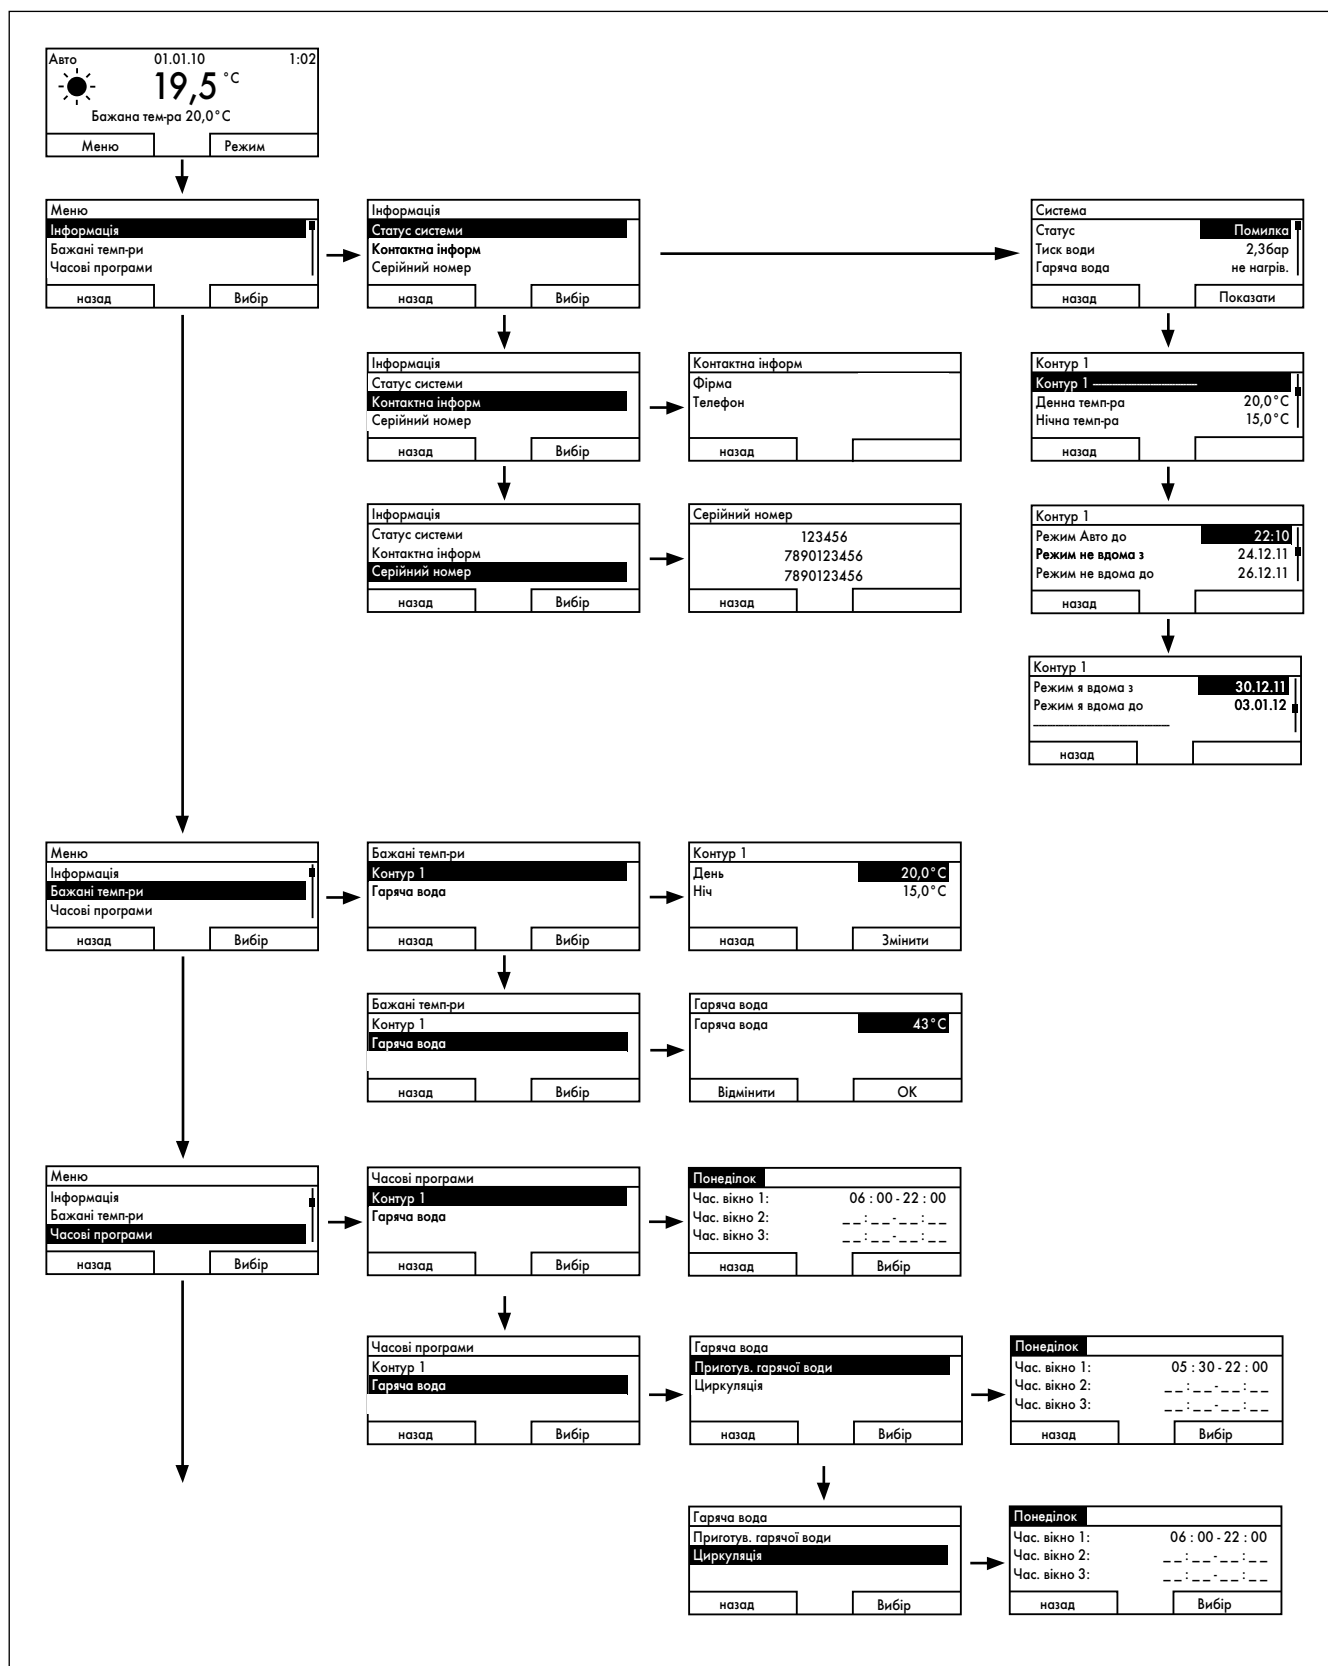 Авто 01.01.10 1:02
19,5 °C
Бажана тем-ра 20,0°C
Меню Режим
Меню
Інформація
Бажані темп-ри
Часові програми
назад Вибір
Інформація
Статус системи
Контактна інформ
Серійний номер
назад Вибір
Система
Статус Помилка
Тиск води 2,3бар
Гаряча вода не нагрів.
назад Показати
Інформація
Статус системи
Контактна інформ
Серійний номер
назад Вибір
Контактна інформ
Фірма
Телефон
назад
Контур 1
Контур 1 ------------------------
Денна темп-ра 20,0°C
Нічна темп-ра 15,0°C
назад
Інформація
Статус системи
Контактна інформ
Серійний номер
назад Вибір
Серійний номер
123456
7890123456
7890123456
назад
Контур 1
Режим Авто до 22:10
Режим не вдома з 24.12.11
Режим не вдома до 26.12.11
назад
Контур 1
Режим я вдома з 30.12.11
Режим я вдома до 03.01.12
--------------------------------
назад
Меню
Інформація
Бажані темп-ри
Часові програми
назад Вибір
Бажані темп-ри
Контур 1
Гаряча вода
назад Вибір
Контур 1
День 20,0°C
Ніч 15,0°C
назад Змінити
Бажані темп-ри
Контур 1
Гаряча вода
назад Вибір
Гаряча вода
Гаряча вода 43°C
Відмінити ОК
Меню
Інформація
Бажані темп-ри
Часові програми
назад Вибір
Часові програми
Контур 1
Гаряча вода
назад Вибір
Понеділок
Час. вікно 1: 06 : 00 - 22 : 00
Час. вікно 2: _ _ : _ _ - _ _ : _ _
Час. вікно 3: _ _ : _ _ - _ _ : _ _
назад Вибір
Часові програми
Контур 1
Гаряча вода
назад Вибір
Гаряча вода
Приготув. гарячої води
Циркуляція
назад Вибір
Понеділок
Час. вікно 1: 05 : 30 - 22 : 00
Час. вікно 2: _ _ : _ _ - _ _ : _ _
Час. вікно 3: _ _ : _ _ - _ _ : _ _
назад Вибір
Гаряча вода
Приготув. гарячої води
Циркуляція
назад Вибір
Понеділок
Час. вікно 1: 06 : 00 - 22 : 00
Час. вікно 2: _ _ : _ _ - _ _ : _ _
Час. вікно 3: _ _ : _ _ - _ _ : _ _
назад Вибір